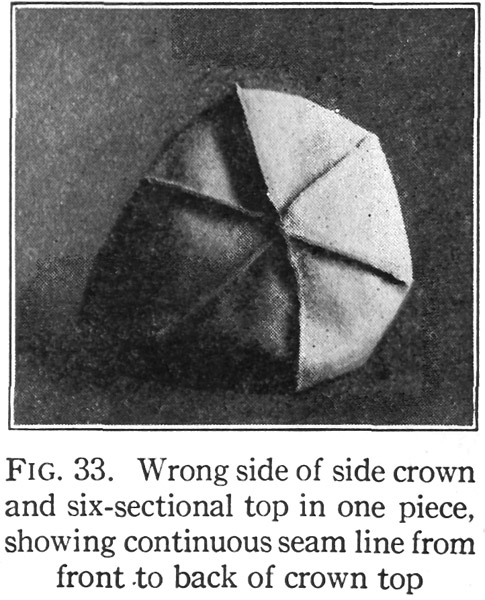 FIG. 33. Wrong side of side crown
and six-sectional top in one piece,
showing continuous seam line from
front to back of crown top